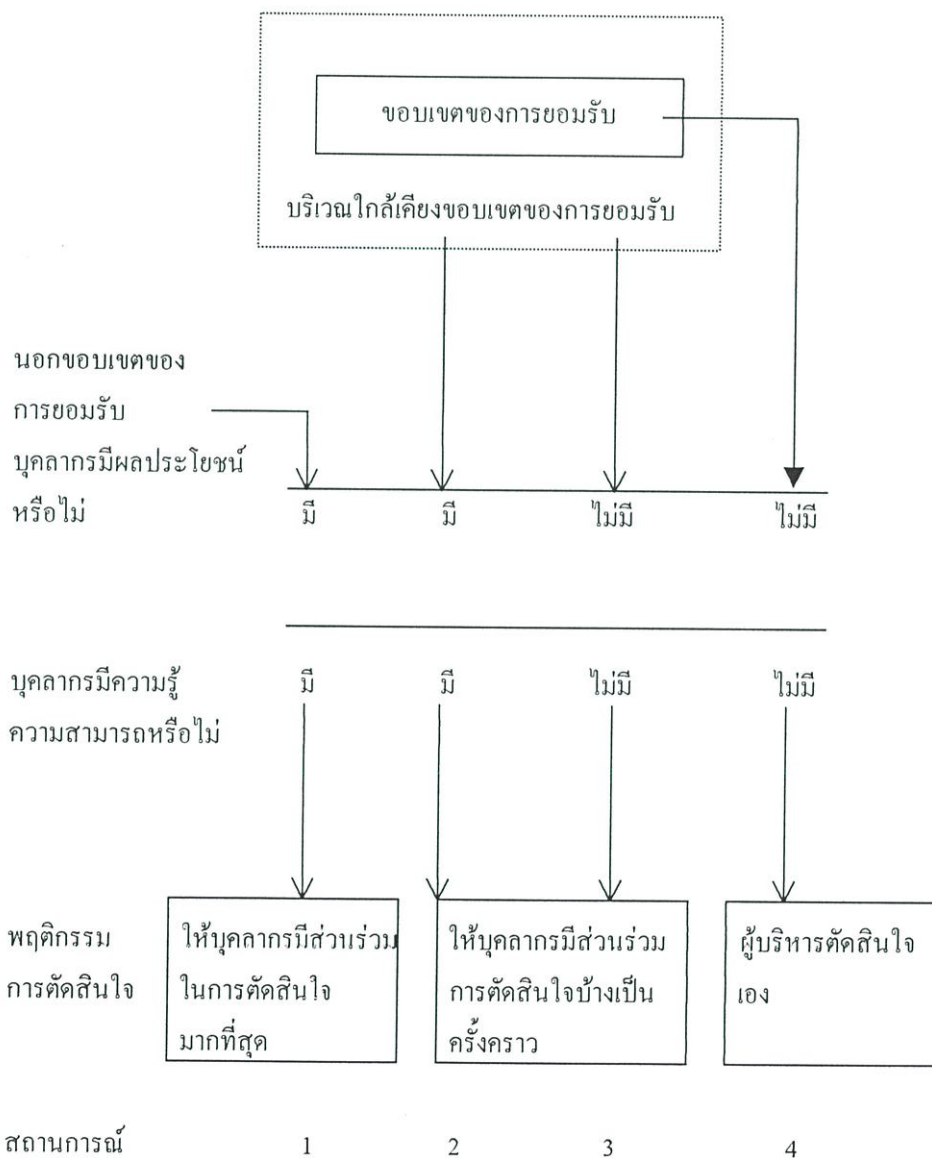 ขอบเขตของการยอมรับ
บริเวณใกล้เคียงขอบเขตของการยอมรับ
นอกขอบเขตของ
การยอมรับ
บุคลากรมีผลประโยชน์
หรือไม่ มี มี ไม่มี ไม่มี
บุคลากรมีความรู้ มี มี ไม่มี ไม่มี
ความสามารถหรือไม่
พฤติกรรม
การตัดสินใจ
ให้บุคลากรมีส่วนร่วม
ในการตัดสินใจ
มากที่สุด
ให้บุคลากรมีส่วนร่วม
การตัดสินใจบ้างเป็น
ครั้งคราว
ผู้บริหารตัดสินใจ
เอง
สถานการณ์ 1 2 3 4